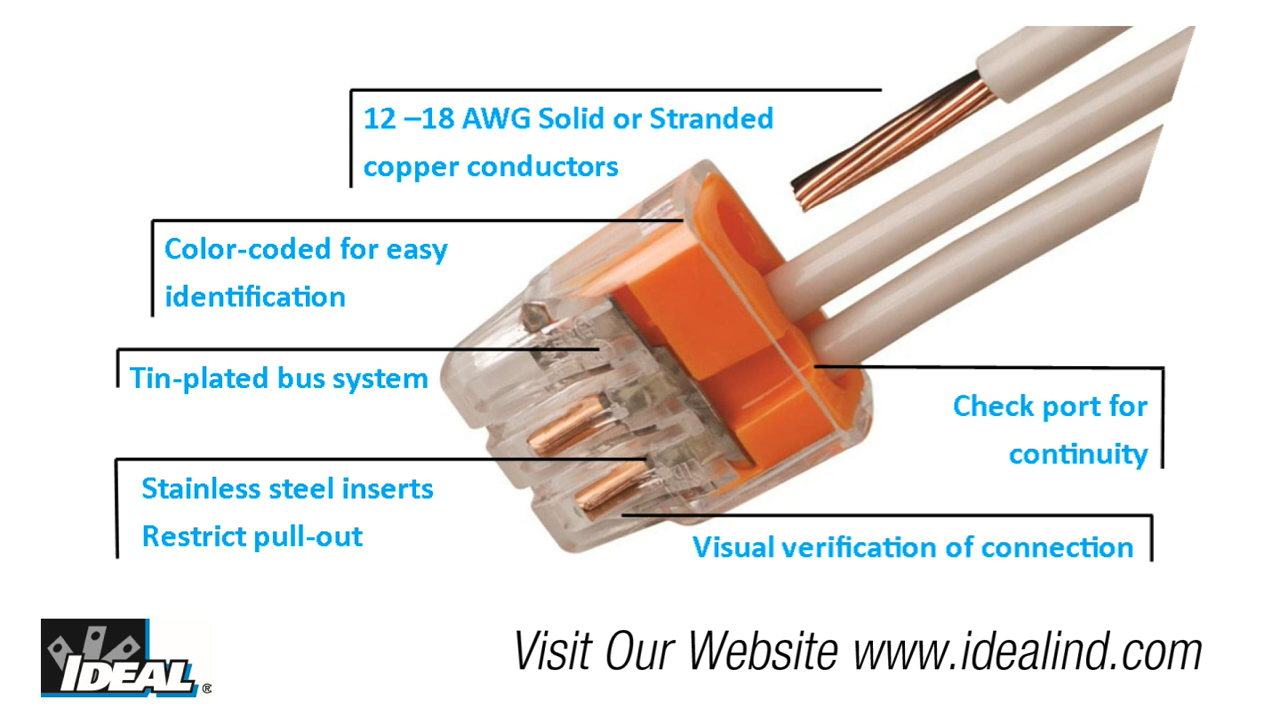 12 –18 AWG Solid or Stranded
copper conductors
Color-coded for easy
identification
Tin-plated bus system
Check port for
continuity
Stainless steel inserts
Restrict pull-out
Visual verification of connection
IDEAL®
Visit Our Website www.idealind.com